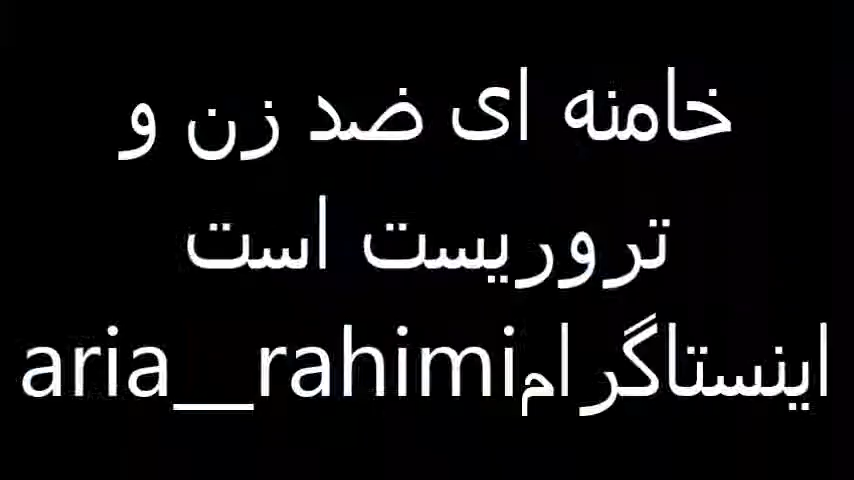 خامنه ای ضد زن و
تروریست است
اینستاگرامaria__rahimi